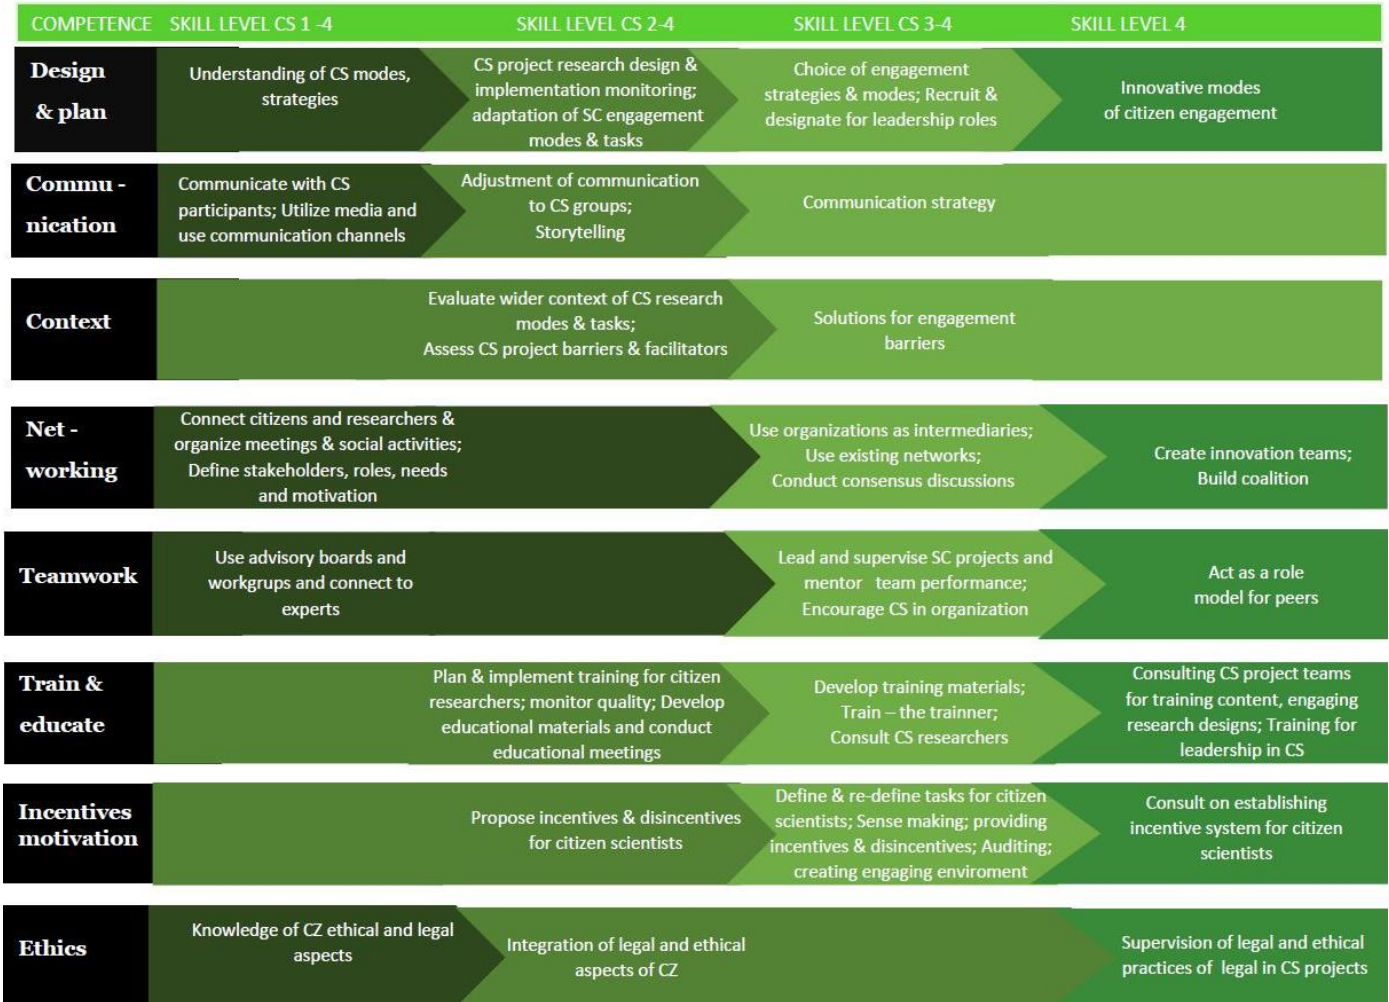 COMPETENCE SKILL LEVEL CS 1 -4 SKILL LEVEL CS 2-4 SKILL LEVEL CS 3-4 SKILL LEVEL 4
Design
& plan
Understanding of CS modes,
strategies
CS project research design &
implementation monitoring;
adaptation of SC engagement
modes & tasks
Choice of engagement
strategies & modes; Recruit &
designate for leadership roles
Innovative modes
of citizen engagement
Commu -
nication
Communicate with CS
participants; Utilize media and
use communication channels
Adjustment of communication
to CS groups;
Storytelling
Communication strategy
Context
Evaluate wider context of CS research
modes & tasks;
Assess CS project barriers & facilitators
Solutions for engagement
barriers
Net -
working
Connect citizens and researchers &
organize meetings & social activities;
Define stakeholders, roles, needs
and motivation
Use organizations as intermediaries;
Use existing networks;
Conduct consensus discussions
Create innovation teams;
Build coalition
Teamwork
Use advisory boards and
workgrups and connect to
experts
Lead and supervise SC projects and
mentor team performance;
Encourage CS in organization
Act as a role
model for peers
Train &
educate
Plan & implement training for citizen
researchers; monitor quality; Develop
educational materials and conduct
educational meetings
Develop training materials;
Train – the trainner;
Consult CS researchers
Consulting CS project teams
for training content, engaging
research designs; Training for
leadership in CS
Incentives
motivation
Propose incentives & disincentives
for citizen scientists
Define & re-define tasks for citizen
scientists; Sense making; providing
incentives & disincentives; Auditing;
creating engaging enviroment
Consult on establishing
incentive system for citizen
scientists
Ethics
Knowledge of CZ ethical and legal
aspects
Integration of legal and ethical
aspects of CZ
Supervision of legal and ethical
practices of legal in CS projects